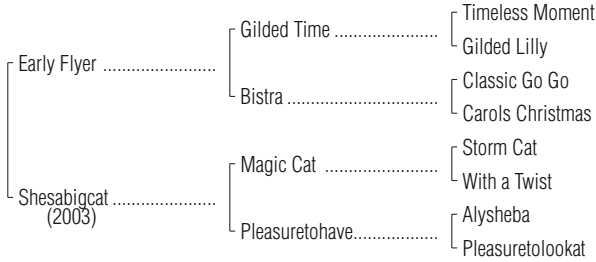 Timeless Moment
Gilded Time ....................
Gilded Lilly
Early Flyer ......................
Classic Go Go
Bistra .............................
Carols Christmas
Storm Cat
Magic Cat ......................
With a Twist
Shesabigcat ....................
(2003)
Alysheba
Pleasuretohave................
Pleasuretolookat